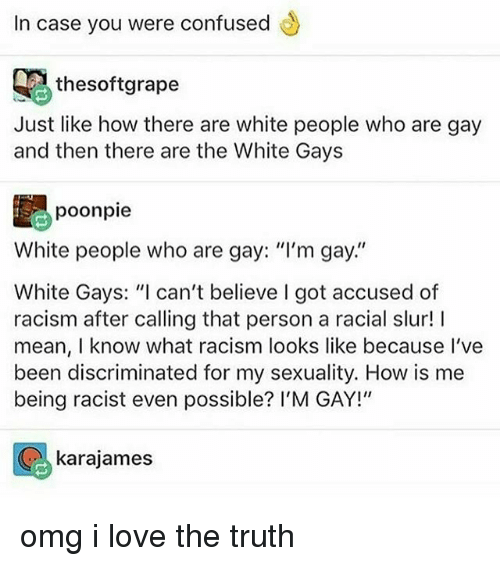 In case you were confused 👌
thesoftgrape
Just like how there are white people who are gay
and then there are the White Gays
poonpie
White people who are gay: "I'm gay."
White Gays: "I can't believe I got accused of
racism after calling that person a racial slur! I
mean, I know what racism looks like because I've
been discriminated for my sexuality. How is me
being racist even possible? I'M GAY!"
karajames
omg i love the truth